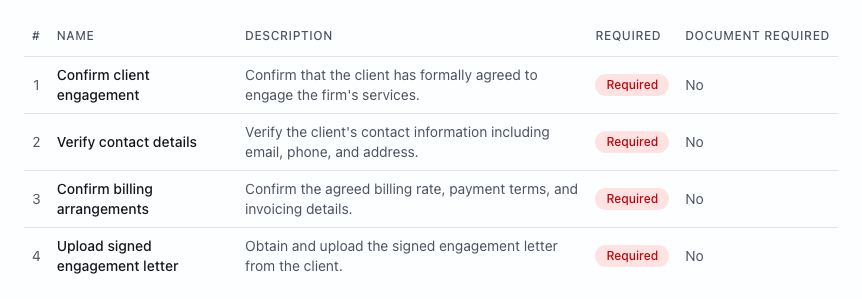 # NAME DESCRIPTION REQUIRED DOCUMENT REQUIRED
1 Confirm client engagement Confirm that the client has formally agreed to engage the firm's services. Required No
2 Verify contact details Verify the client's contact information including email, phone, and address. Required No
3 Confirm billing arrangements Confirm the agreed billing rate, payment terms, and invoicing details. Required No
4 Upload signed engagement letter Obtain and upload the signed engagement letter from the client. Required No